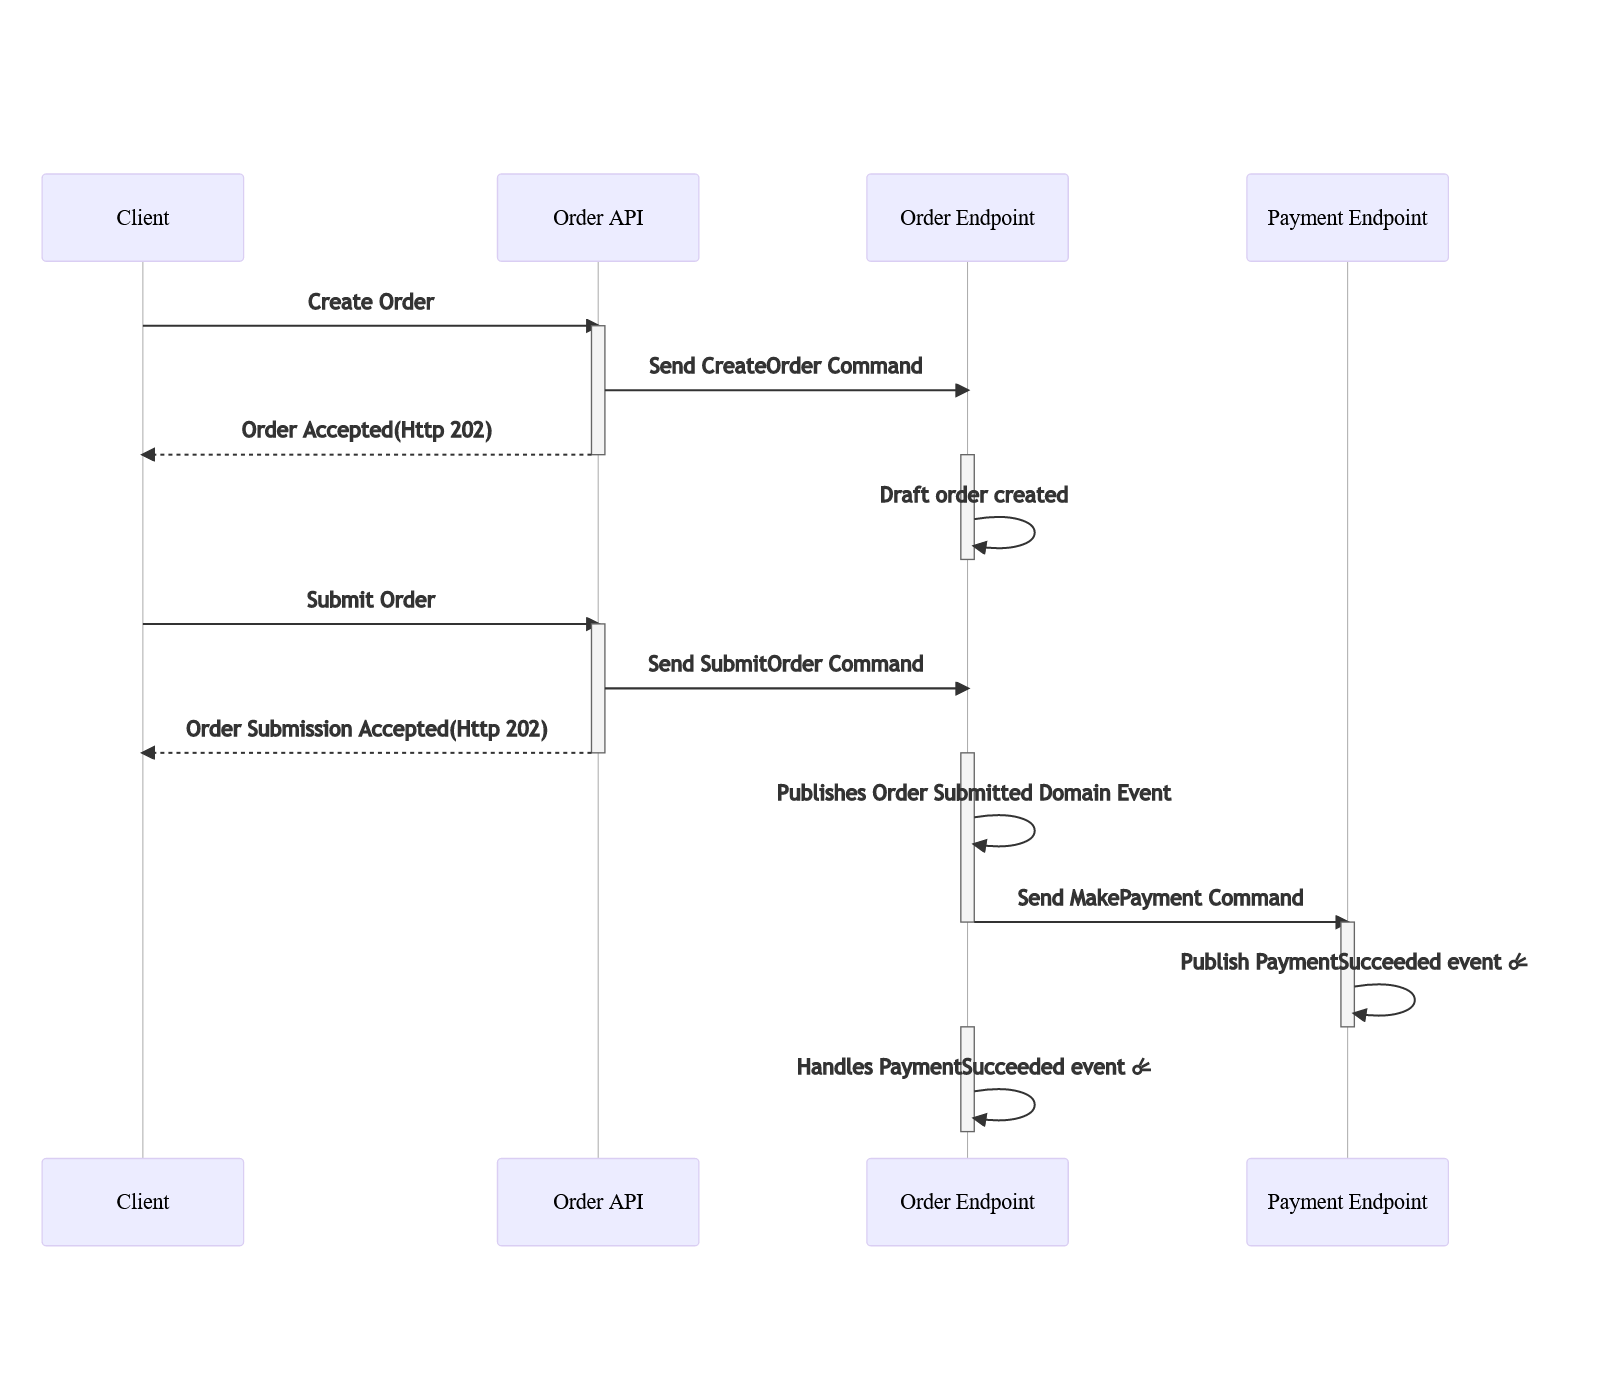 Client
Order API
Order Endpoint
Payment Endpoint
Create Order
Send CreateOrder Command
Order Accepted(Http 202)
Draft order created
Submit Order
Send SubmitOrder Command
Order Submission Accepted(Http 202)
Publishes Order Submitted Domain Event
Send MakePayment Command
Publish PaymentSucceeded event
Handles PaymentSucceeded event
Client
Order API
Order Endpoint
Payment Endpoint